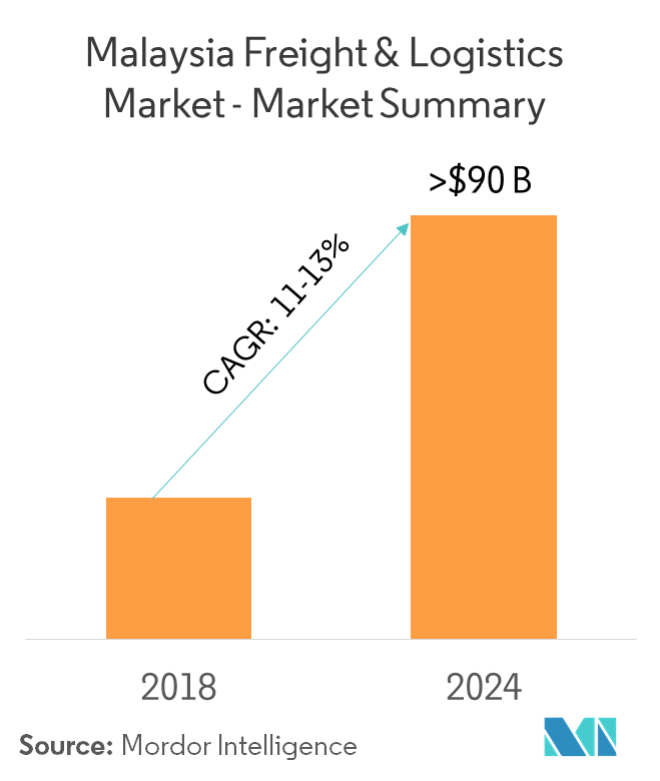 Malaysia Freight & Logistics
Market - Market Summary
>$90 B
CAGR: 11-13%
2018
2024
Source: Mordor Intelligence